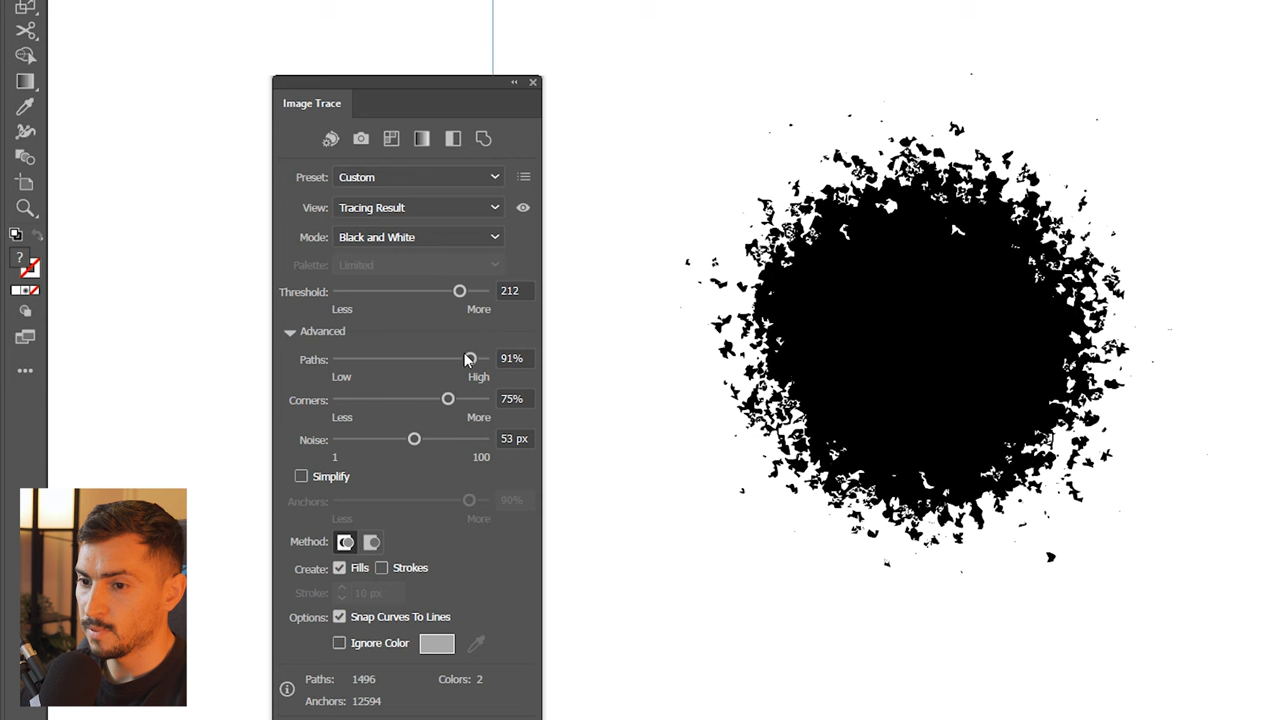 Image Trace
Preset: Custom
View: Tracing Result
Mode: Black and White
Palette: Limited
Threshold: 212
Less More
Advanced
Paths: 91%
Low High
Corners: 75%
Less More
Noise: 53 px
1 100
Simplify
Anchors: 90%
Less More
Method:
Create: Fills Strokes
Stroke: 10 px
Options: Snap Curves To Lines
Ignore Color
Paths: 1496 Colors: 2
Anchors: 12594
?